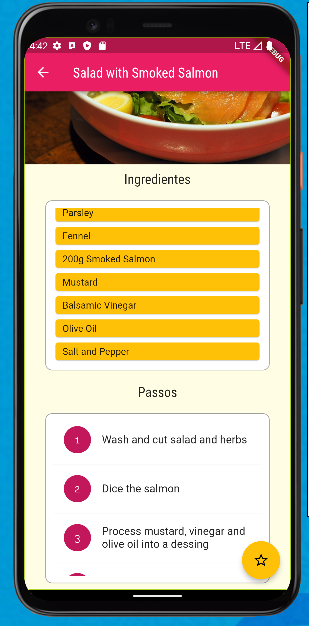 4:42
LTE
DEBUG
Salad with Smoked Salmon
Ingredientes
Parsley
Fennel
200g Smoked Salmon
Mustard
Balsamic Vinegar
Olive Oil
Salt and Pepper
Passos
1 Wash and cut salad and herbs
2 Dice the salmon
3 Process mustard, vinegar and
olive oil into a dessing